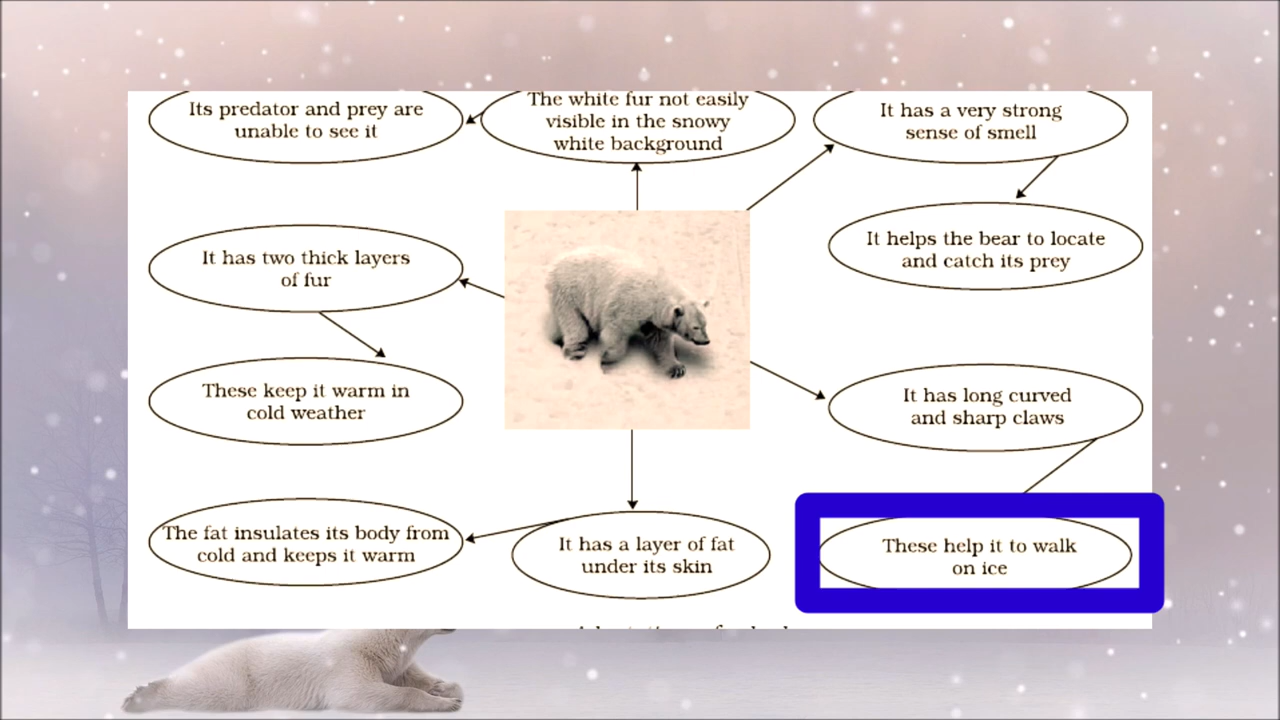 Its predator and prey are
unable to see it
The white fur not easily
visible in the snowy
white background
It has a very strong
sense of smell
It helps the bear to locate
and catch its prey
It has two thick layers
of fur
These keep it warm in
cold weather
It has long curved
and sharp claws
The fat insulates its body from
cold and keeps it warm
It has a layer of fat
under its skin
These help it to walk
on ice